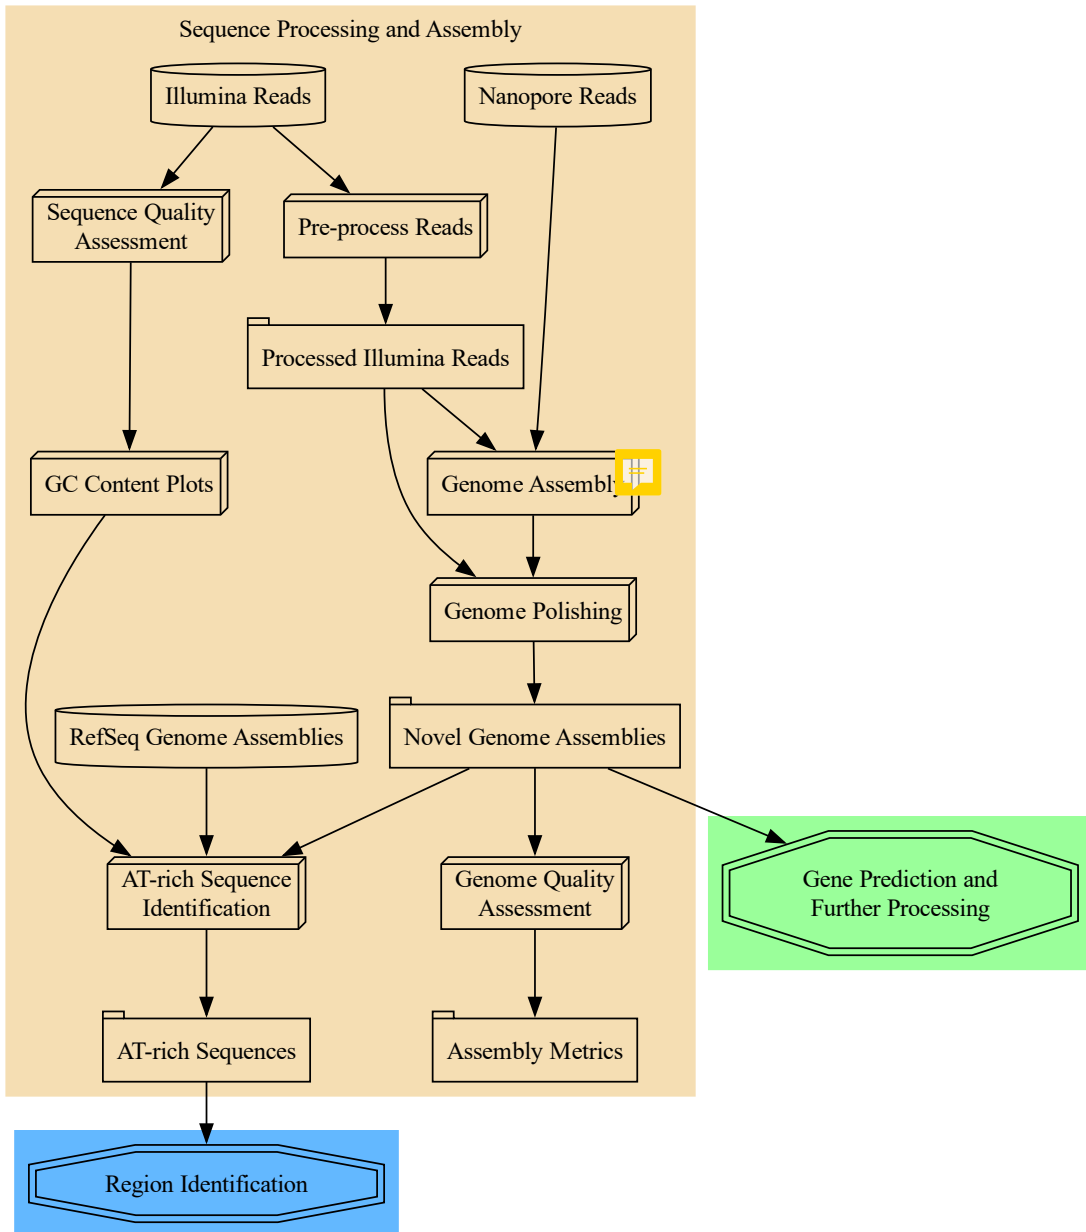 Sequence Processing and Assembly
Illumina Reads
Nanopore Reads
Sequence Quality
Assessment
Pre-process Reads
Processed Illumina Reads
GC Content Plots
Genome Assembly
Genome Polishing
RefSeq Genome Assemblies
Novel Genome Assemblies
AT-rich Sequence
Identification
Genome Quality
Assessment
Gene Prediction and
Further Processing
AT-rich Sequences
Assembly Metrics
Region Identification